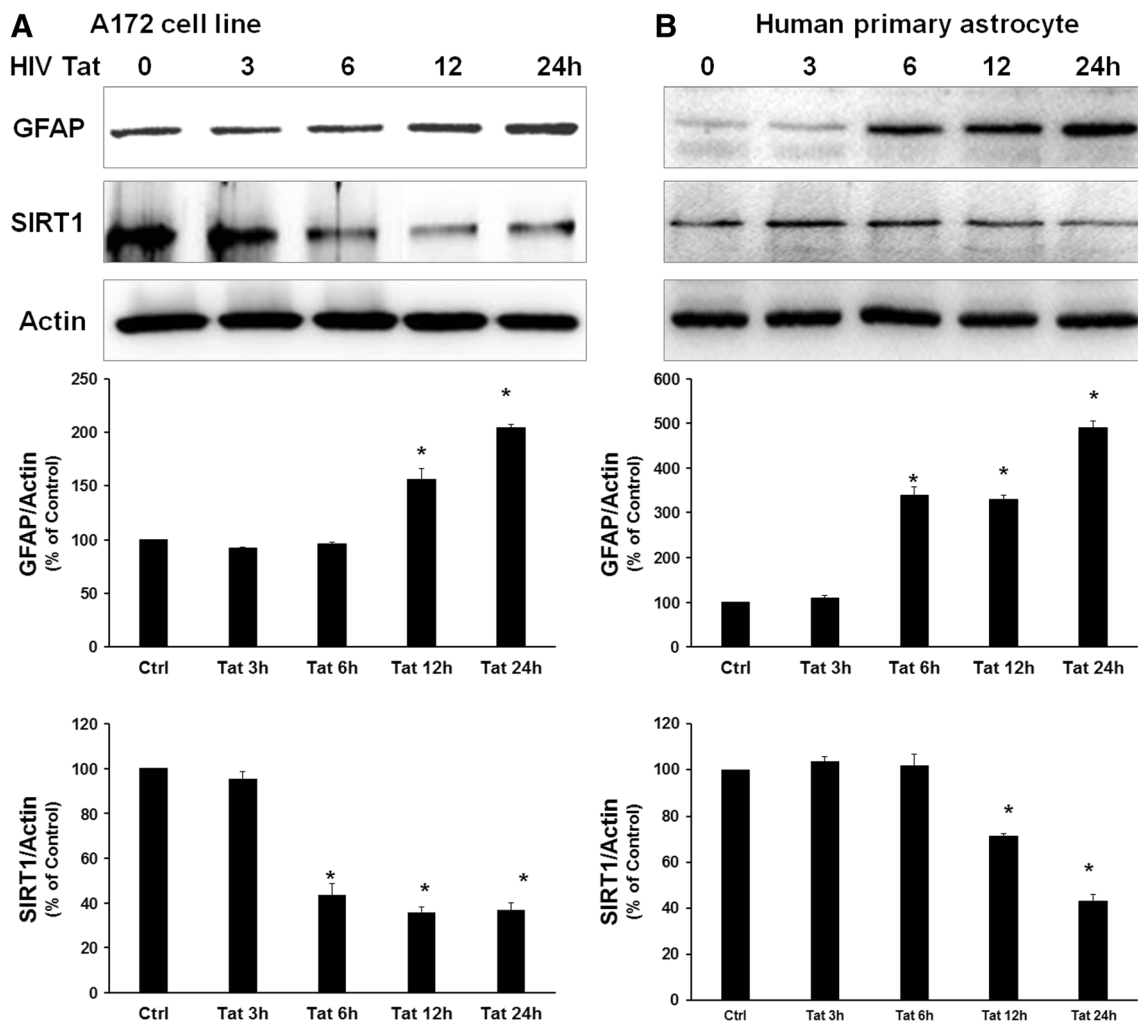 A A172 cell line
HIV Tat 0 3 6 12 24h
GFAP
SIRT1
Actin
250
200
150
100
50
0
GFAP/Actin
(% of Control)
* *
Ctrl Tat 3h Tat 6h Tat 12h Tat 24h
120
100
80
60
40
20
0
SIRT1/Actin
(% of Control)
* * *
Ctrl Tat 3h Tat 6h Tat 12h Tat 24h
B Human primary astrocyte
0 3 6 12 24h
600
500
400
300
200
100
0
GFAP/Actin
(% of Control)
* * *
Ctrl Tat 3h Tat 6h Tat 12h Tat 24h
120
100
80
60
40
20
0
SIRT1/Actin
(% of Control)
* *
Ctrl Tat 3h Tat 6h Tat 12h Tat 24h